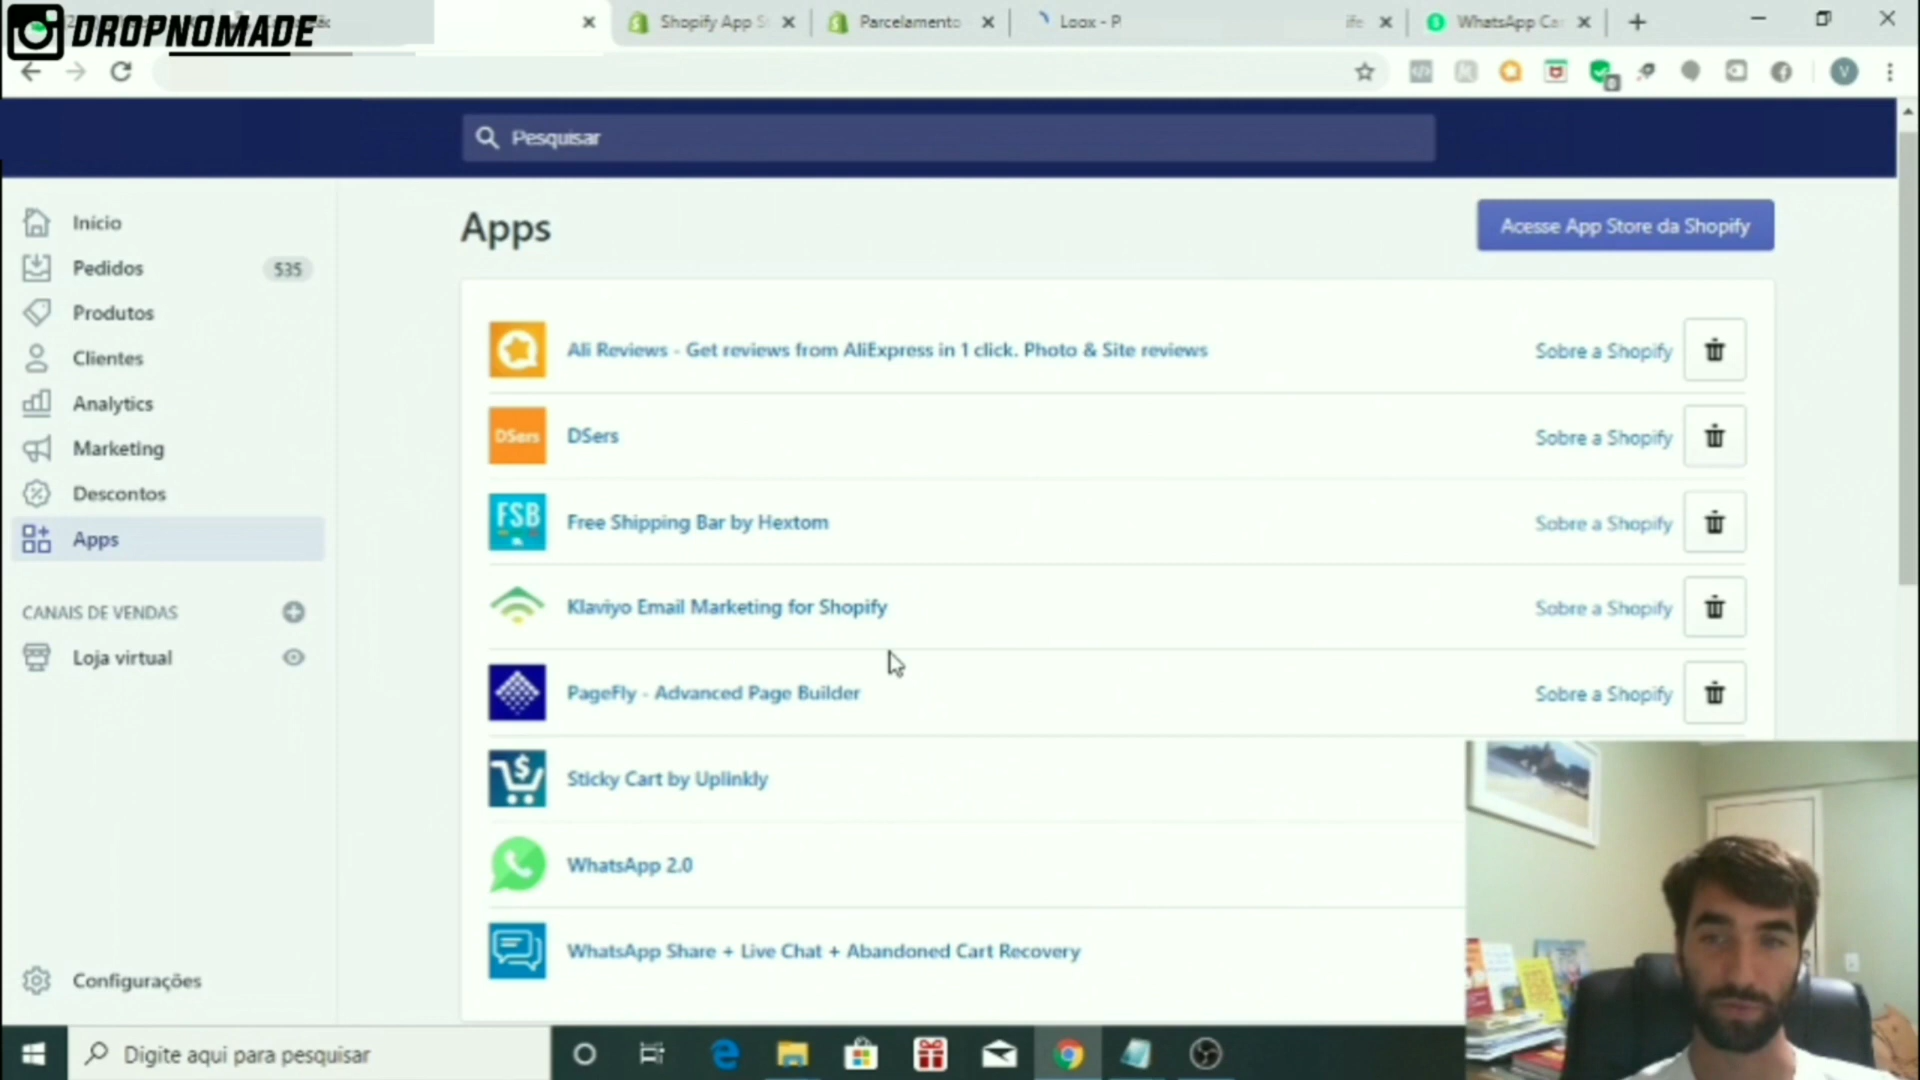 DROPNOMADE
Shopify App S
Parcelamento
Loox - P
ife
WhatsApp Ca
V
Pesquisar
Início
Pedidos
535
Produtos
Clientes
Analytics
Marketing
Descontos
Apps
CANAIS DE VENDAS
Loja virtual
Configurações
Apps
Acesse App Store da Shopify
Ali Reviews - Get reviews from AliExpress in 1 click. Photo & Site reviews
Sobre a Shopify
DSers
DSers
Sobre a Shopify
FSB
Free Shipping Bar by Hextom
Sobre a Shopify
Klaviyo Email Marketing for Shopify
Sobre a Shopify
PageFly - Advanced Page Builder
Sobre a Shopify
Sticky Cart by Uplinkly
WhatsApp 2.0
WhatsApp Share + Live Chat + Abandoned Cart Recovery
Digite aqui para pesquisar